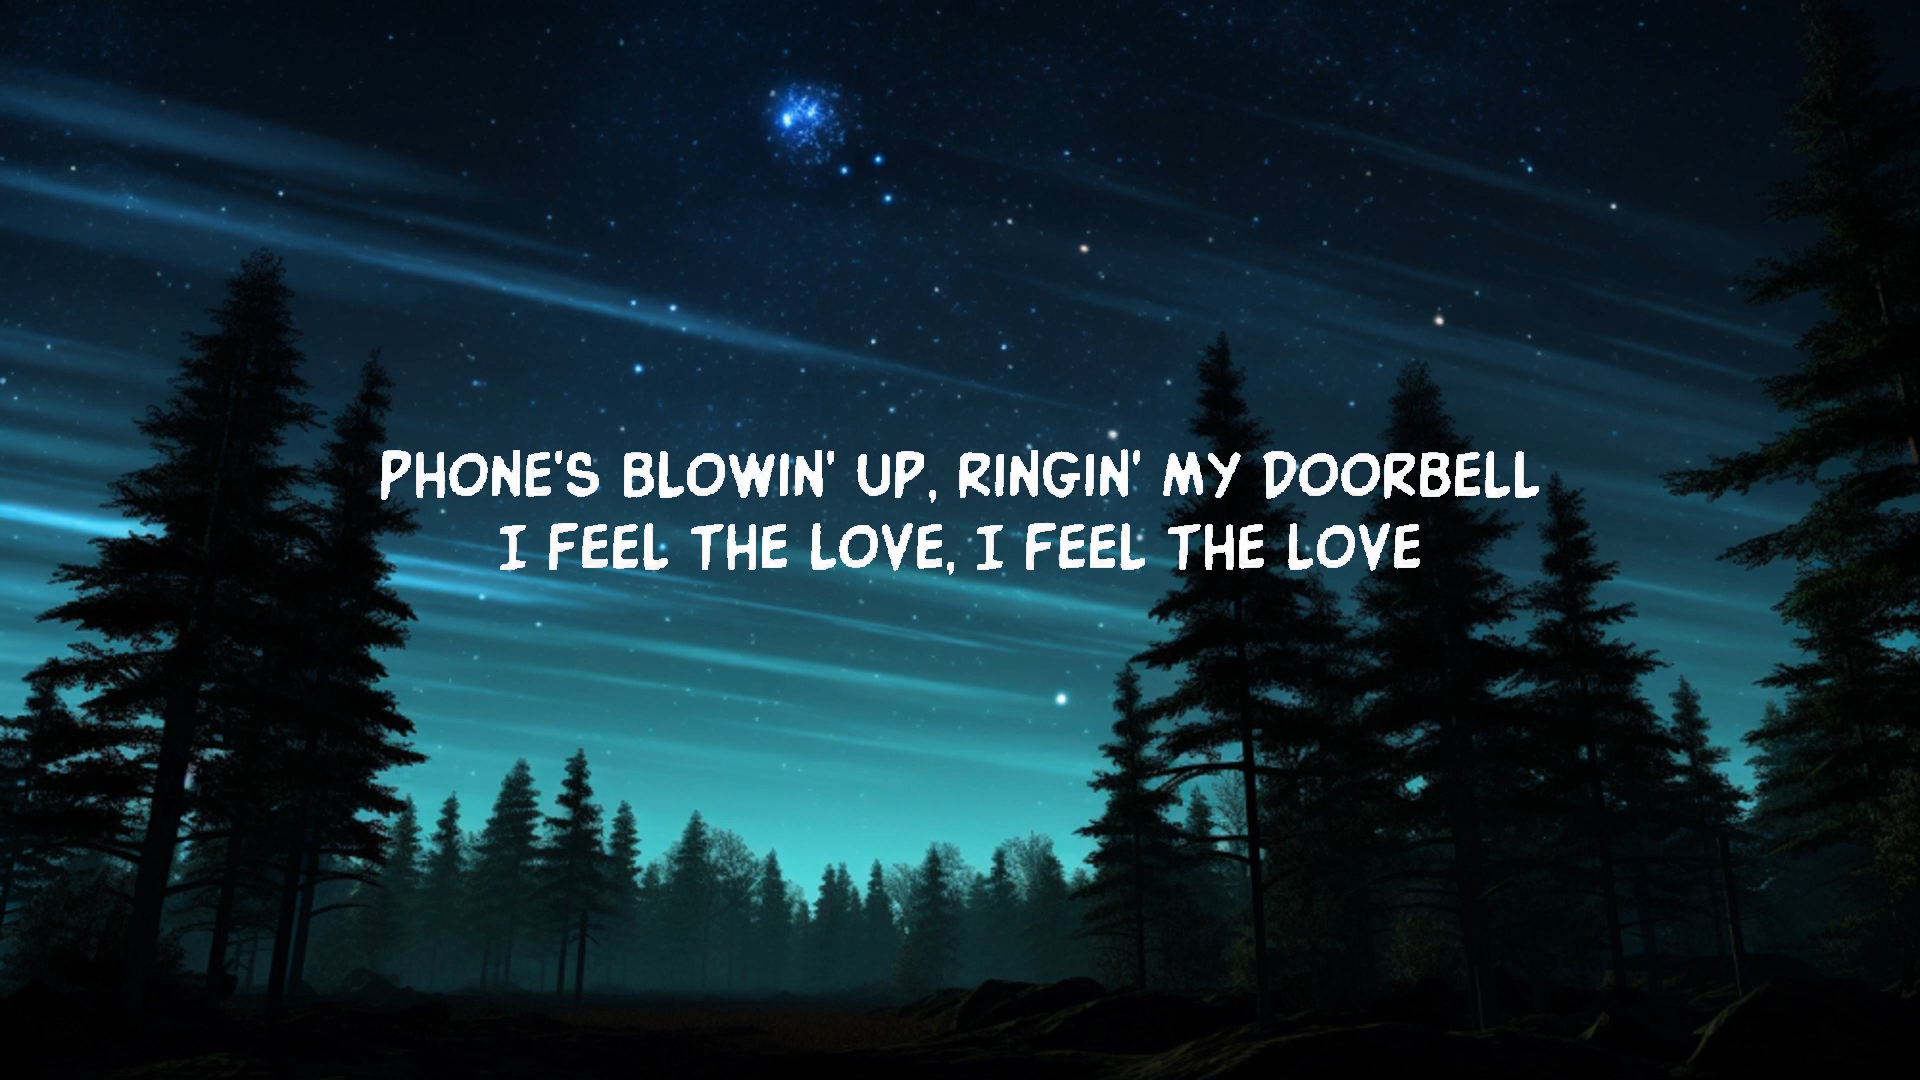 PHONE'S BLOWIN' UP, RINGIN' MY DOORBELL
I FEEL THE LOVE, I FEEL THE LOVE